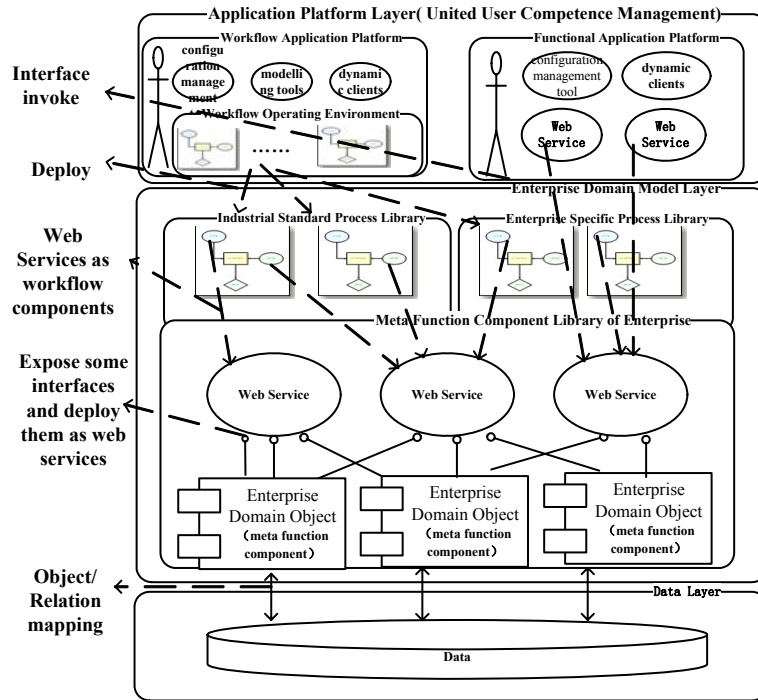 Application Platform Layer( United User Competence Management)
Workflow Application Platform
Functional Application Platform
configu
ration
manage
ment
modelli
ng tools
dynami
c clients
configuration
management
tool
dynamic
clients
Interface
invoke
Workflow Operating Environment
Web
Service
Web
Service
......
Deploy
Enterprise Domain Model Layer
Industrial Standard Process Library
Enterprise Specific Process Library
Web
Services as
workflow
components
Meta Function Component Library of Enterprise
Expose some
interfaces
and deploy
them as web
services
Web Service
Web Service
Web Service
Enterprise
Domain Object
（meta function
component）
Enterprise
Domain Object
（meta function
component）
Enterprise
Domain Object
（meta function
component）
Object/
Relation
mapping
Data Layer
Data